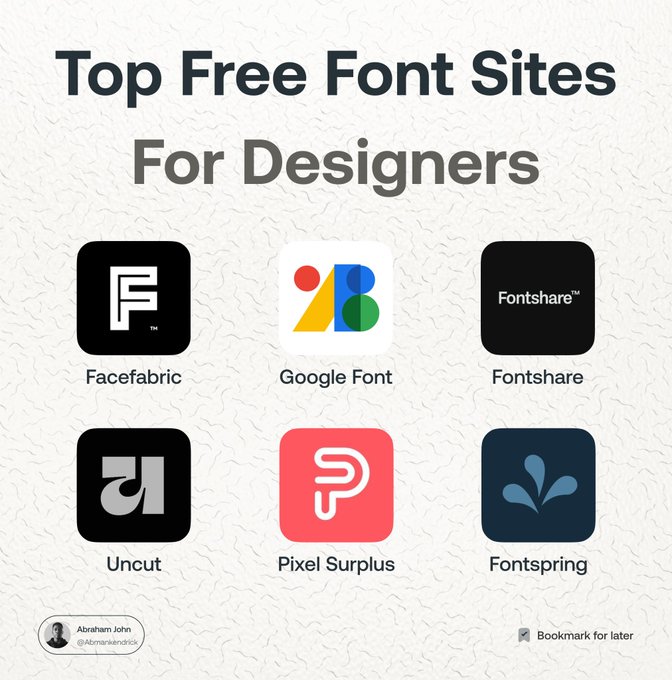 Top Free Font Sites
For Designers
TM
Fontshare™
Facefabric
Google Font
Fontshare
Uncut
Pixel Surplus
Fontspring
Abraham John
@Abmankendrick
Bookmark for later